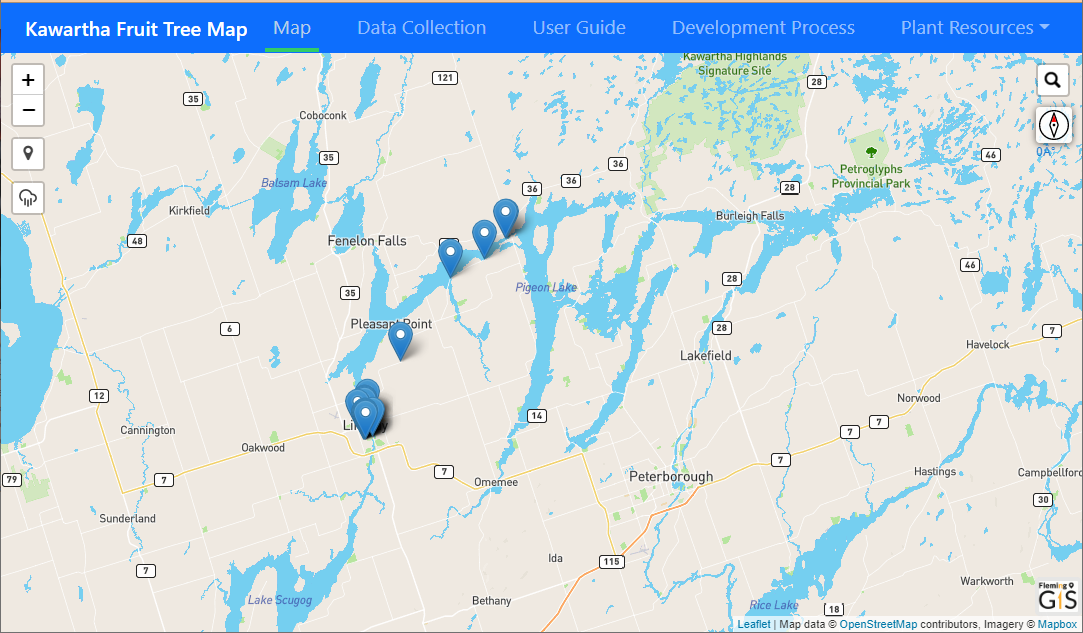 Kawartha Fruit Tree Map
Map
Data Collection
User Guide
Development Process
Plant Resources
+
−
Kawartha Highlands
Signature Site
121
28
35
Coboconk
35
46
36
36
36
Petroglyphs
Provincial Park
28
Balsam Lake
Kirkfield
Burleigh Falls
48
Fenelon Falls
46
28
Pigeon Lake
35
Pleasant Point
6
28
7
Havelock
Lakefield
12
Norwood
14
7
7
Cannington
Oakwood
7
7
Hastings
Campbellforc
79
7
Omemee
Peterborough
30
Sunderland
Ida
115
7
Warkworth
Fleming
GIS
Lake Scugog
Bethany
Rice Lake
18
Leaflet | Map data © OpenStreetMap contributors, Imagery © Mapbox